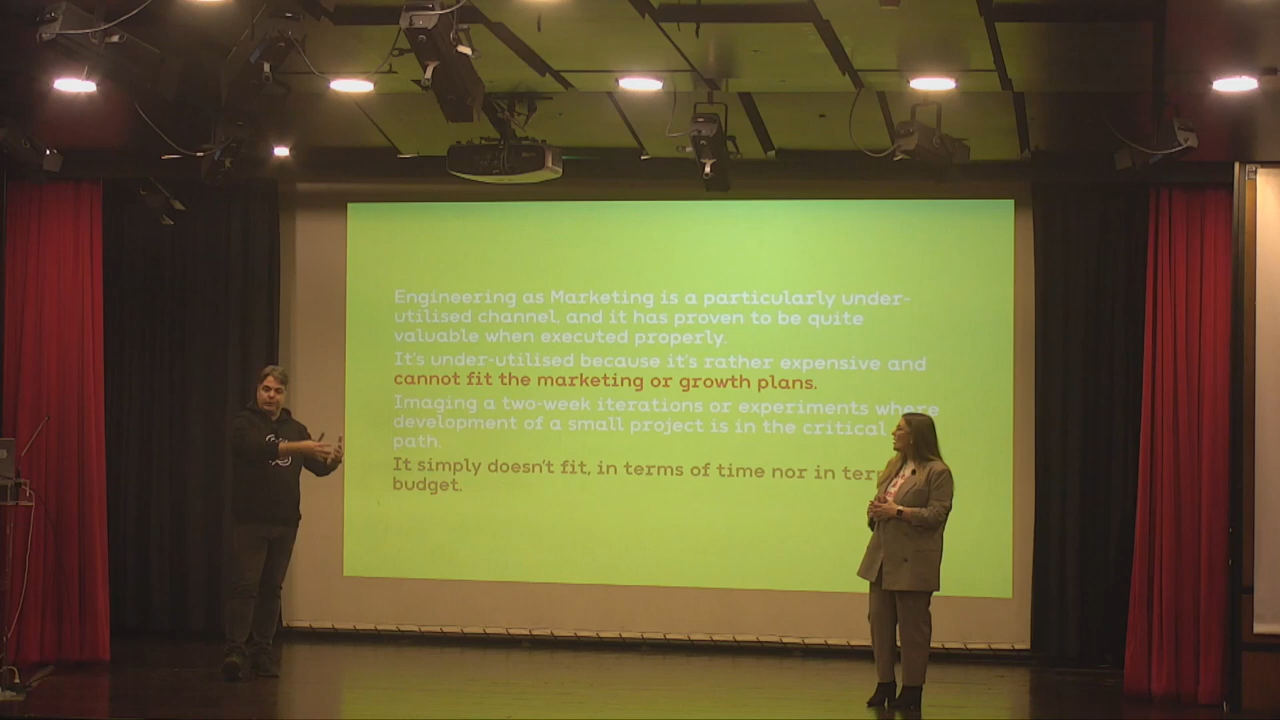 Engineering as Marketing is a particularly under-
utilised channel, and it has proven to be quite
valuable when executed properly.
It's under-utilised because it's rather expensive and
cannot fit the marketing or growth plans.
Imaging a two-week iterations or experiments where
development of a small project is in the critical
path.
It simply doesn't fit, in terms of time nor in
budget.